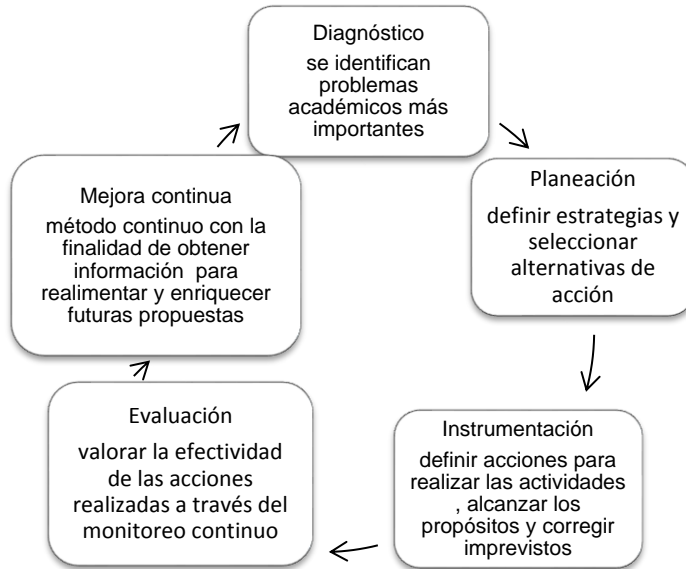 Diagnóstico
se identifican
problemas
académicos más
importantes
Planeación
definir estrategias y
seleccionar
alternativas de
acción
Instrumentación
definir acciones para
realizar las actividades
, alcanzar los
propósitos y corregir
imprevistos
Evaluación
valorar la efectividad
de las acciones
realizadas a través del
monitoreo continuo
Mejora continua
método continuo con la
finalidad de obtener
información para
realimentar y enriquecer
futuras propuestas